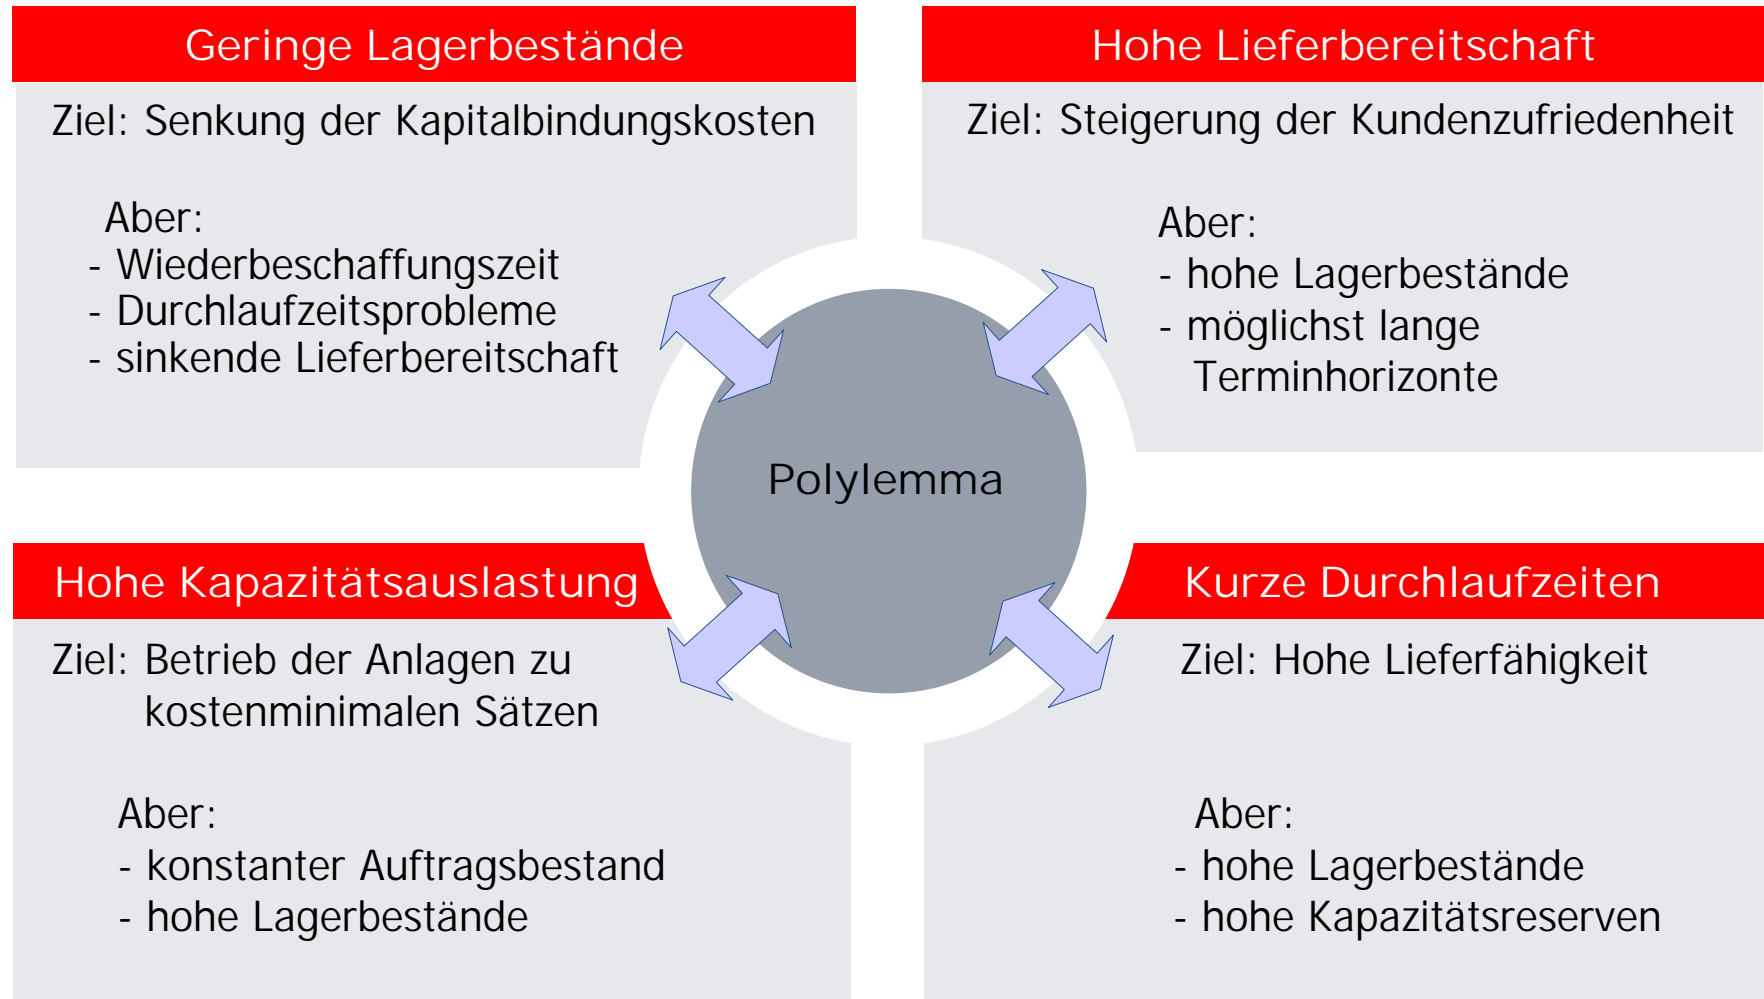 Geringe Lagerbestände
Ziel: Senkung der Kapitalbindungskosten
Aber:
- Wiederbeschaffungszeit
- Durchlaufzeitsprobleme
- sinkende Lieferbereitschaft
Hohe Lieferbereitschaft
Ziel: Steigerung der Kundenzufriedenheit
Aber:
- hohe Lagerbestände
- möglichst lange
Terminhorizonte
Polylemma
Hohe Kapazitätsauslastung
Ziel: Betrieb der Anlagen zu
kostenminimalen Sätzen
Aber:
- konstanter Auftragsbestand
- hohe Lagerbestände
Kurze Durchlaufzeiten
Ziel: Hohe Lieferfähigkeit
Aber:
- hohe Lagerbestände
- hohe Kapazitätsreserven